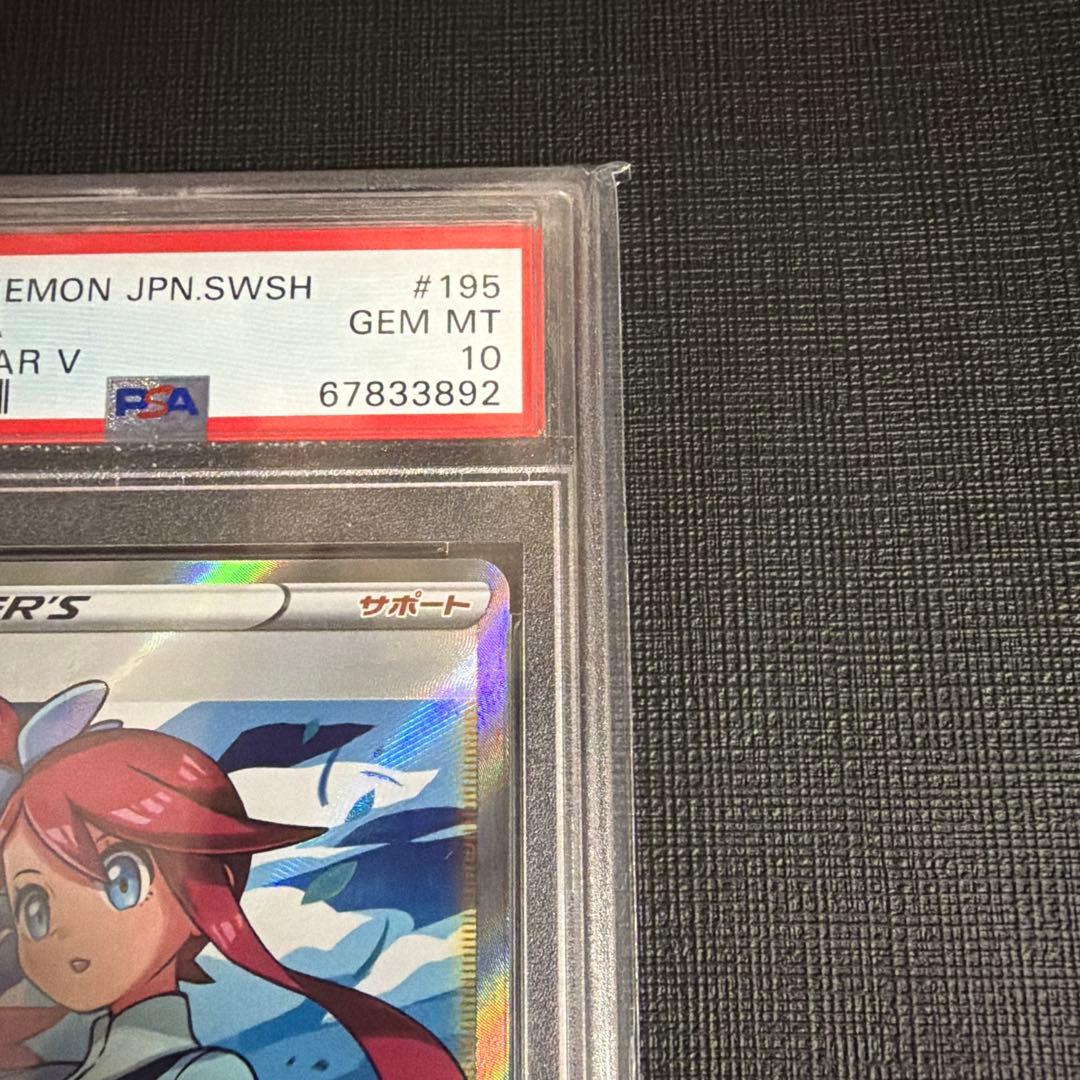 EMON JPN.SWSH #195
GEM MT
AR V 10
PSA 67833892
ER'S サポート